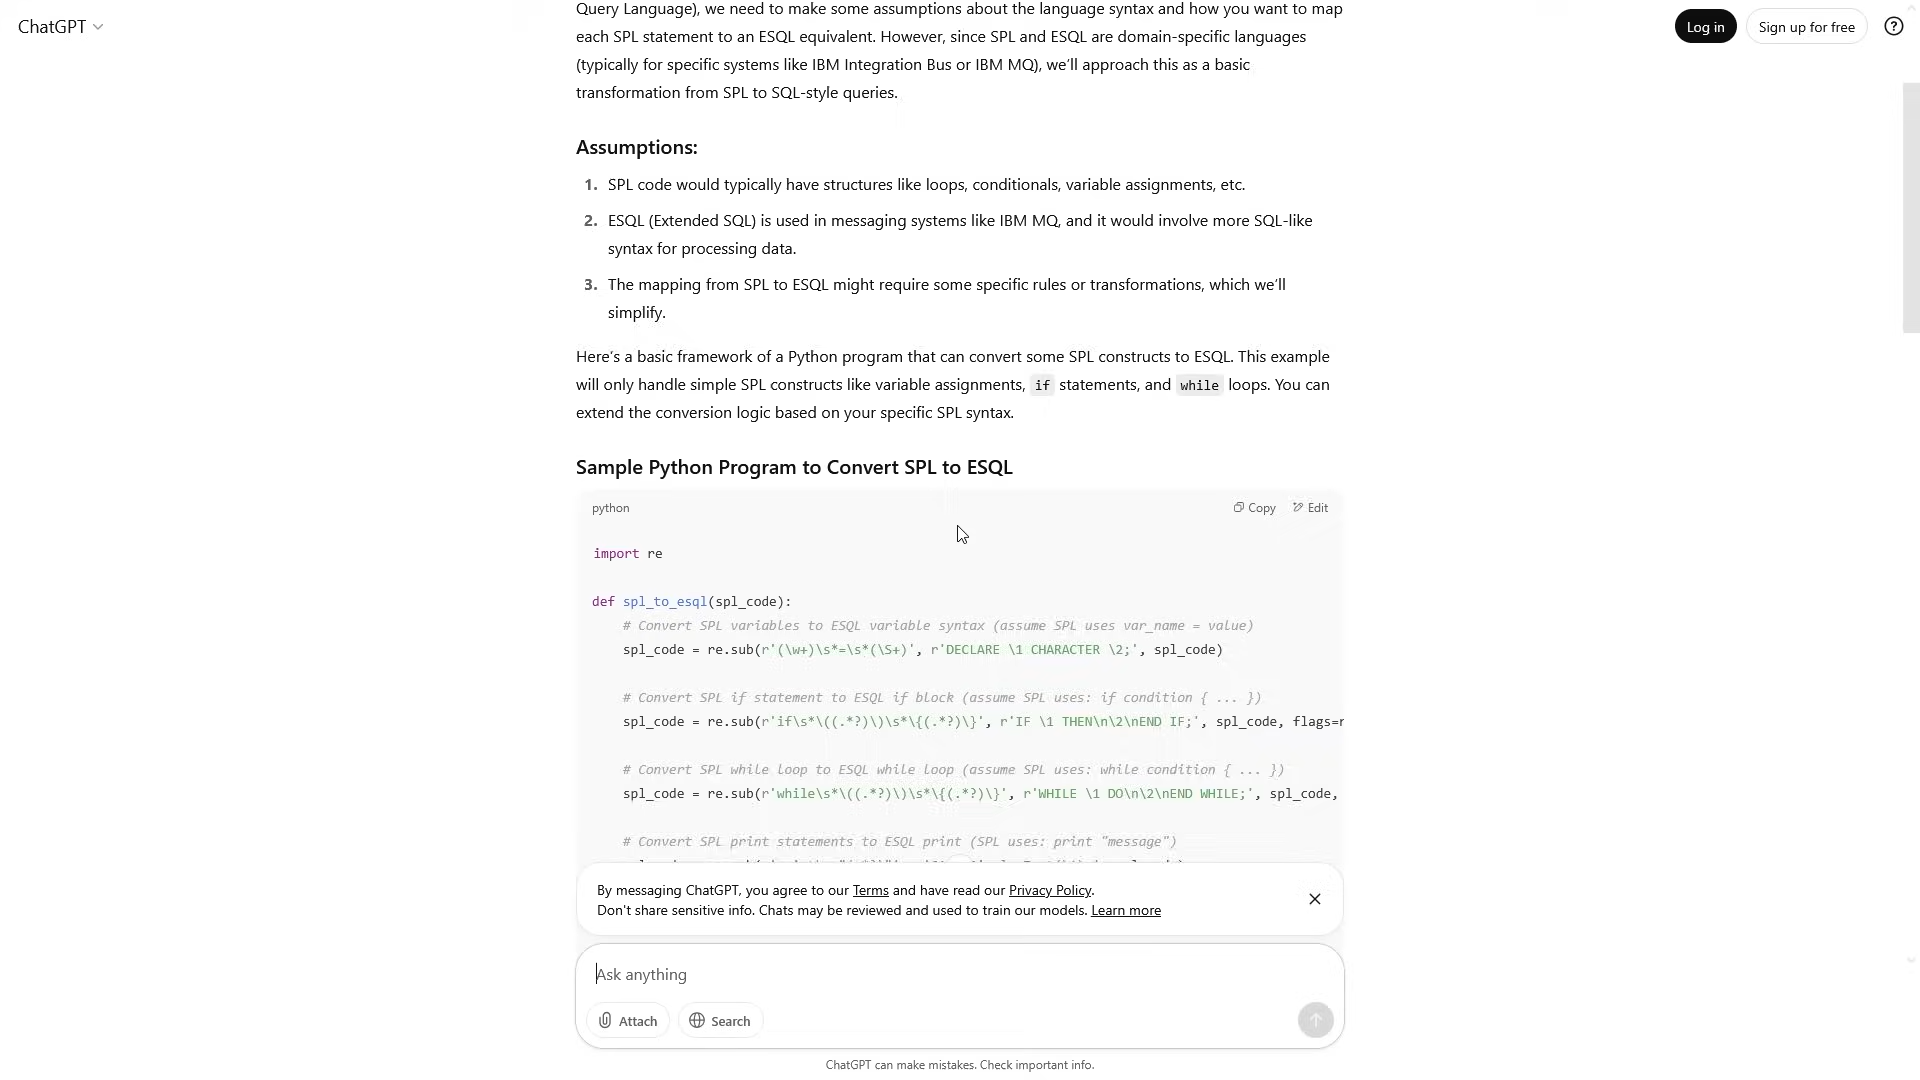 ChatGPT
Log in
Sign up for free
Query Language), we need to make some assumptions about the language syntax and how you want to map
each SPL statement to an ESQL equivalent. However, since SPL and ESQL are domain-specific languages
(typically for specific systems like IBM Integration Bus or IBM MQ), we'll approach this as a basic
transformation from SPL to SQL-style queries.
Assumptions:
1. SPL code would typically have structures like loops, conditionals, variable assignments, etc.
2. ESQL (Extended SQL) is used in messaging systems like IBM MQ, and it would involve more SQL-like
syntax for processing data.
3. The mapping from SPL to ESQL might require some specific rules or transformations, which we'll
simplify.
Here's a basic framework of a Python program that can convert some SPL constructs to ESQL. This example
will only handle simple SPL constructs like variable assignments, if statements, and while loops. You can
extend the conversion logic based on your specific SPL syntax.
Sample Python Program to Convert SPL to ESQL
python
Copy
Edit
import re
def spl_to_esql(spl_code):
# Convert SPL variables to ESQL variable syntax (assume SPL uses var_name = value)
spl_code = re.sub(r'(\w+)\s*=\s*(\S+)', r'DECLARE \1 CHARACTER \2;', spl_code)
# Convert SPL if statement to ESQL if block (assume SPL uses: if condition { ... })
spl_code = re.sub(r'if\s*\((.*?)\)\s*\{(.*?)\}', r'IF \1 THEN\n\2\nEND IF;', spl_code, flags=r
# Convert SPL while loop to ESQL while loop (assume SPL uses: while condition { ... })
spl_code = re.sub(r'while\s*\((.*?)\)\s*\{(.*?)\}', r'WHILE \1 DO\n\2\nEND WHILE;', spl_code,
# Convert SPL print statements to ESQL print (SPL uses: print "message")
By messaging ChatGPT, you agree to our Terms and have read our Privacy Policy.
Don't share sensitive info. Chats may be reviewed and used to train our models. Learn more
Ask anything
Attach
Search
ChatGPT can make mistakes. Check important info.